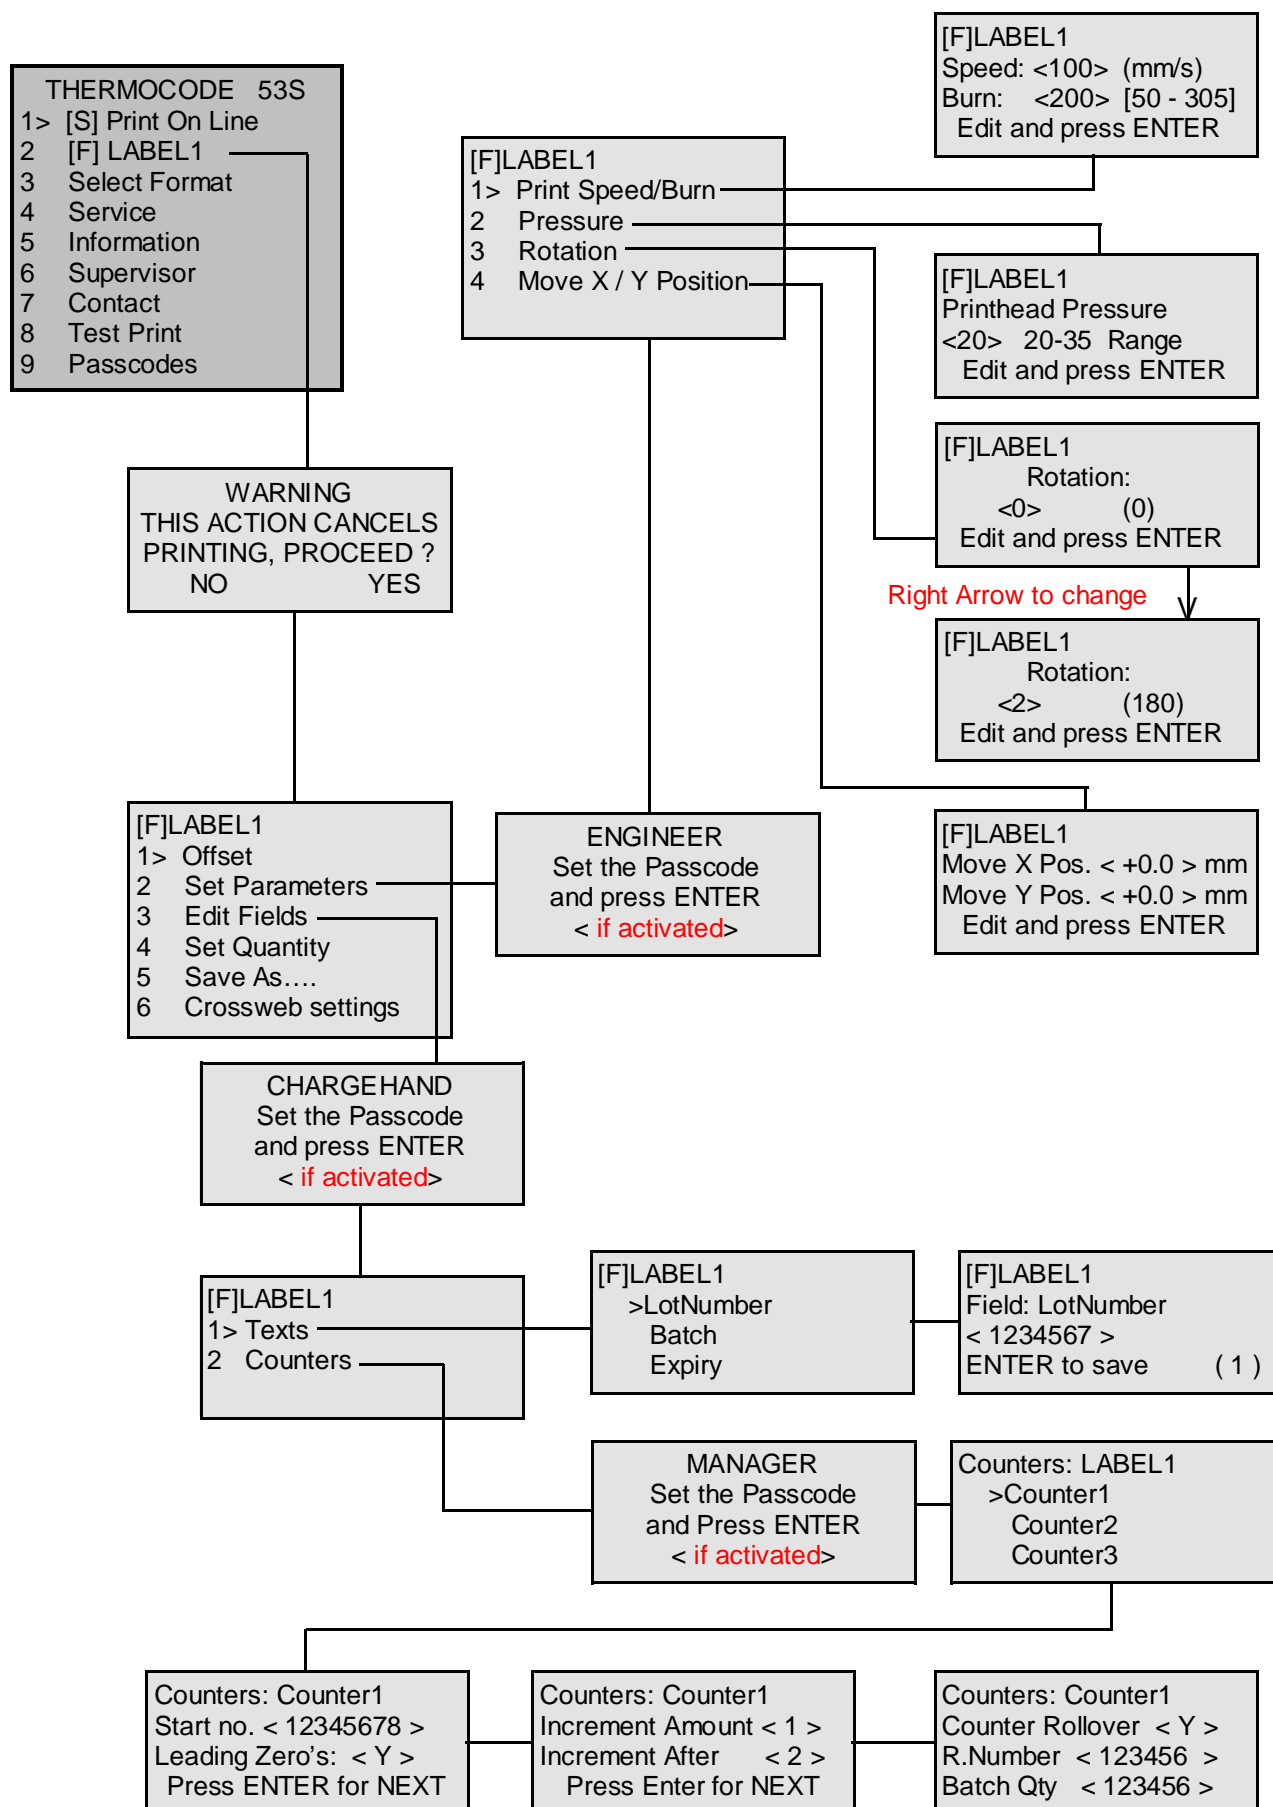 THERMOCODE 53S
1> [S] Print On Line
2 [F] LABEL1
3 Select Format
4 Service
5 Information
6 Supervisor
7 Contact
8 Test Print
9 Passcodes
[F]LABEL1
1> Print Speed/Burn
2 Pressure
3 Rotation
4 Move X / Y Position
[F]LABEL1
Speed: <100> (mm/s)
Burn: <200> [50 - 305]
Edit and press ENTER
[F]LABEL1
Printhead Pressure
<20> 20-35 Range
Edit and press ENTER
[F]LABEL1
Rotation:
<0> (0)
Edit and press ENTER
Right Arrow to change
[F]LABEL1
Rotation:
<2> (180)
Edit and press ENTER
[F]LABEL1
Move X Pos. < +0.0 > mm
Move Y Pos. < +0.0 > mm
Edit and press ENTER
WARNING
THIS ACTION CANCELS
PRINTING, PROCEED ?
NO YES
[F]LABEL1
1> Offset
2 Set Parameters
3 Edit Fields
4 Set Quantity
5 Save As....
6 Crossweb settings
ENGINEER
Set the Passcode
and press ENTER
< if activated>
CHARGEHAND
Set the Passcode
and press ENTER
< if activated>
[F]LABEL1
1> Texts
2 Counters
[F]LABEL1
>LotNumber
Batch
Expiry
[F]LABEL1
Field: LotNumber
< 1234567 >
ENTER to save ( 1 )
MANAGER
Set the Passcode
and Press ENTER
< if activated>
Counters: LABEL1
>Counter1
Counter2
Counter3
Counters: Counter1
Start no. < 12345678 >
Leading Zero's: < Y >
Press ENTER for NEXT
Counters: Counter1
Increment Amount < 1 >
Increment After < 2 >
Press Enter for NEXT
Counters: Counter1
Counter Rollover < Y >
R.Number < 123456 >
Batch Qty < 123456 >